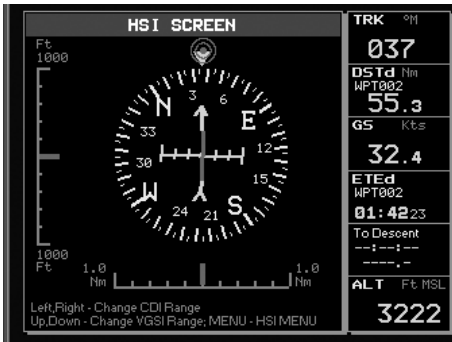 HSI SCREEN
Ft
1000
N
3
6
E
12
15
S
21
24
W
30
33
1000
Ft
1.0
Nm
1.0
Nm
Left,Right - Change CDI Range
Up,Down - Change VGSI Range; MENU - HSI MENU
TRK °M
037
DSTd Nm
WPT002
55.3
GS Kts
32.4
ETEd
WPT002
01:4223
To Descent
--:--:--
----.-
ALT Ft MSL
3222